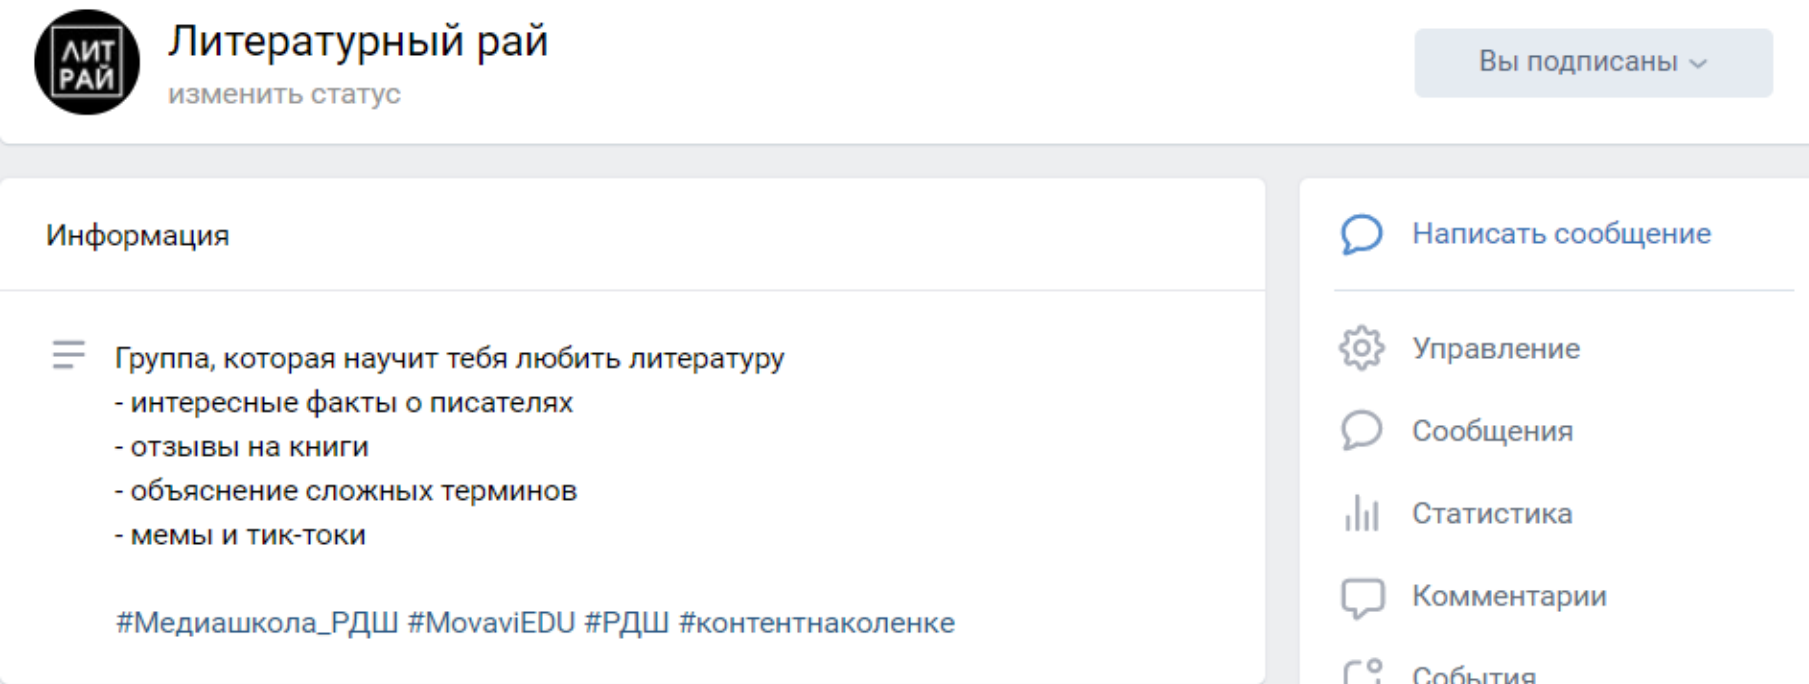 ЛИТ
РАЙ
Литературный рай
изменить статус
Вы подписаны
Информация
Группа, которая научит тебя любить литературу
- интересные факты о писателях
- отзывы на книги
- объяснение сложных терминов
- мемы и тик-токи
#Медиашкола_РДШ #MovaviEDU #РДШ #контентнаколенке
Написать сообщение
Управление
Сообщения
Статистика
Комментарии
События